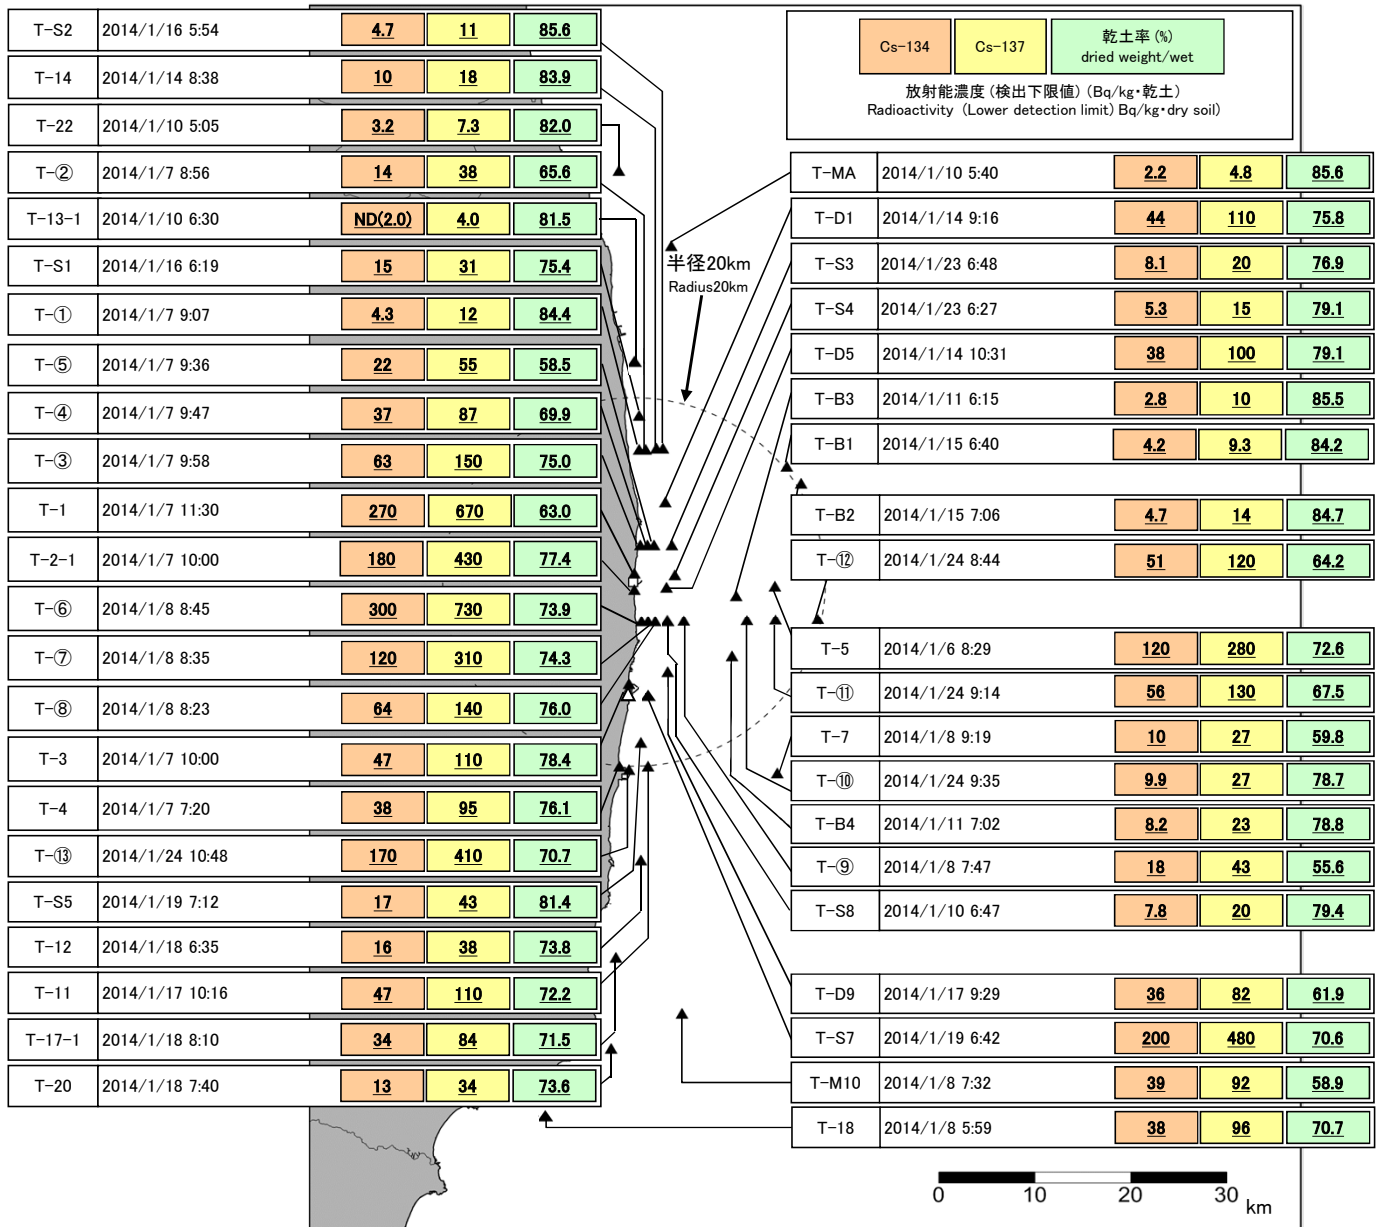 T-S2 2014/1/16 5:54 4.7 11 85.6
T-14 2014/1/14 8:38 10 18 83.9
T-22 2014/1/10 5:05 3.2 7.3 82.0
T-② 2014/1/7 8:56 14 38 65.6
T-13-1 2014/1/10 6:30 ND(2.0) 4.0 81.5
T-S1 2014/1/16 6:19 15 31 75.4
T-① 2014/1/7 9:07 4.3 12 84.4
T-⑤ 2014/1/7 9:36 22 55 58.5
T-④ 2014/1/7 9:47 37 87 69.9
T-③ 2014/1/7 9:58 63 150 75.0
T-1 2014/1/7 11:30 270 670 63.0
T-2-1 2014/1/7 10:00 180 430 77.4
T-⑥ 2014/1/8 8:45 300 730 73.9
T-⑦ 2014/1/8 8:35 120 310 74.3
T-⑧ 2014/1/8 8:23 64 140 76.0
T-3 2014/1/7 10:00 47 110 78.4
T-4 2014/1/7 7:20 38 95 76.1
T-⑬ 2014/1/24 10:48 170 410 70.7
T-S5 2014/1/19 7:12 17 43 81.4
T-12 2014/1/18 6:35 16 38 73.8
T-11 2014/1/17 10:16 47 110 72.2
T-17-1 2014/1/18 8:10 34 84 71.5
T-20 2014/1/18 7:40 13 34 73.6
半径20km
Radius20km
Cs-134 Cs-137 乾土率(%)
dried weight/wet
放射能濃度(検出下限値)(Bq/kg・乾土)
Radioactivity (Lower detection limit) Bq/kg・dry soil)
T-MA 2014/1/10 5:40 2.2 4.8 85.6
T-D1 2014/1/14 9:16 44 110 75.8
T-S3 2014/1/23 6:48 8.1 20 76.9
T-S4 2014/1/23 6:27 5.3 15 79.1
T-D5 2014/1/14 10:31 38 100 79.1
T-B3 2014/1/11 6:15 2.8 10 85.5
T-B1 2014/1/15 6:40 4.2 9.3 84.2
T-B2 2014/1/15 7:06 4.7 14 84.7
T-⑫ 2014/1/24 8:44 51 120 64.2
T-5 2014/1/6 8:29 120 280 72.6
T-⑪ 2014/1/24 9:14 56 130 67.5
T-7 2014/1/8 9:19 10 27 59.8
T-⑩ 2014/1/24 9:35 9.9 27 78.7
T-B4 2014/1/11 7:02 8.2 23 78.8
T-⑨ 2014/1/8 7:47 18 43 55.6
T-S8 2014/1/10 6:47 7.8 20 79.4
T-D9 2014/1/17 9:29 36 82 61.9
T-S7 2014/1/19 6:42 200 480 70.6
T-M10 2014/1/8 7:32 39 92 58.9
T-18 2014/1/8 5:59 38 96 70.7
0 10 20 30 km